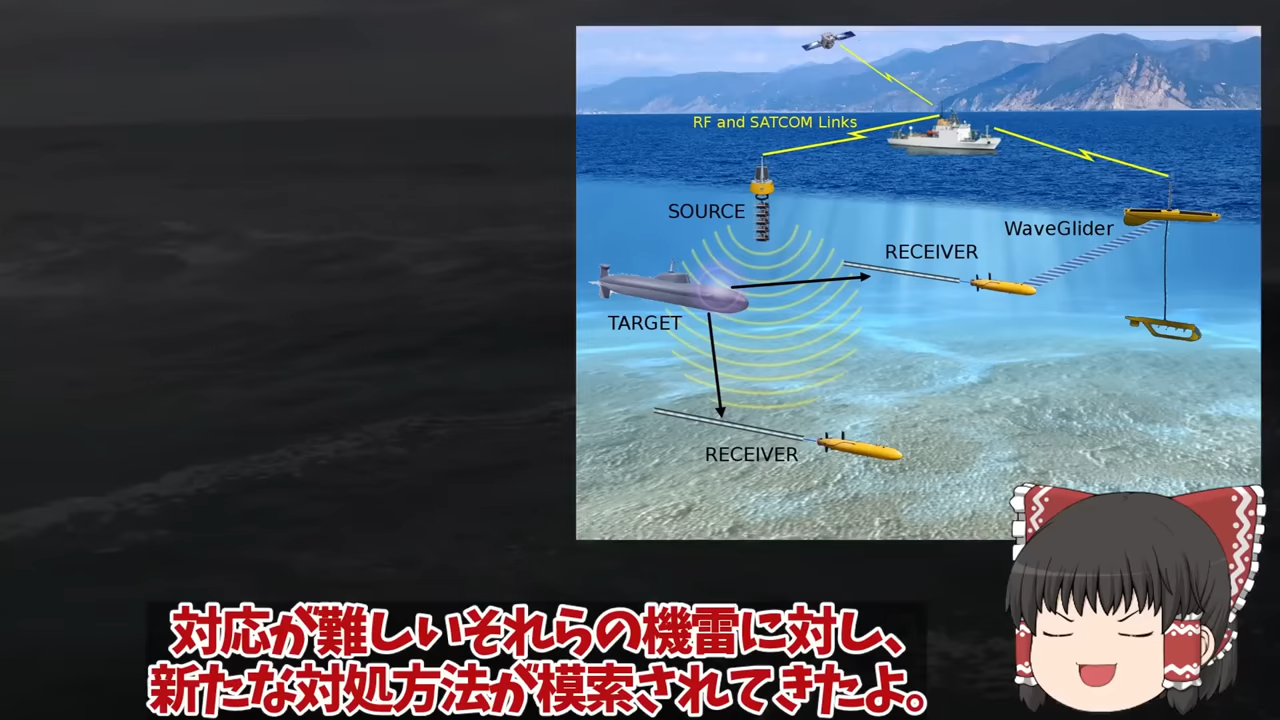 RF and SATCOM Links
SOURCE
WaveGlider
RECEIVER
TARGET
RECEIVER
対応が難しいそれらの機雷に対し、
新たな対処方法が模索されてきたよ。